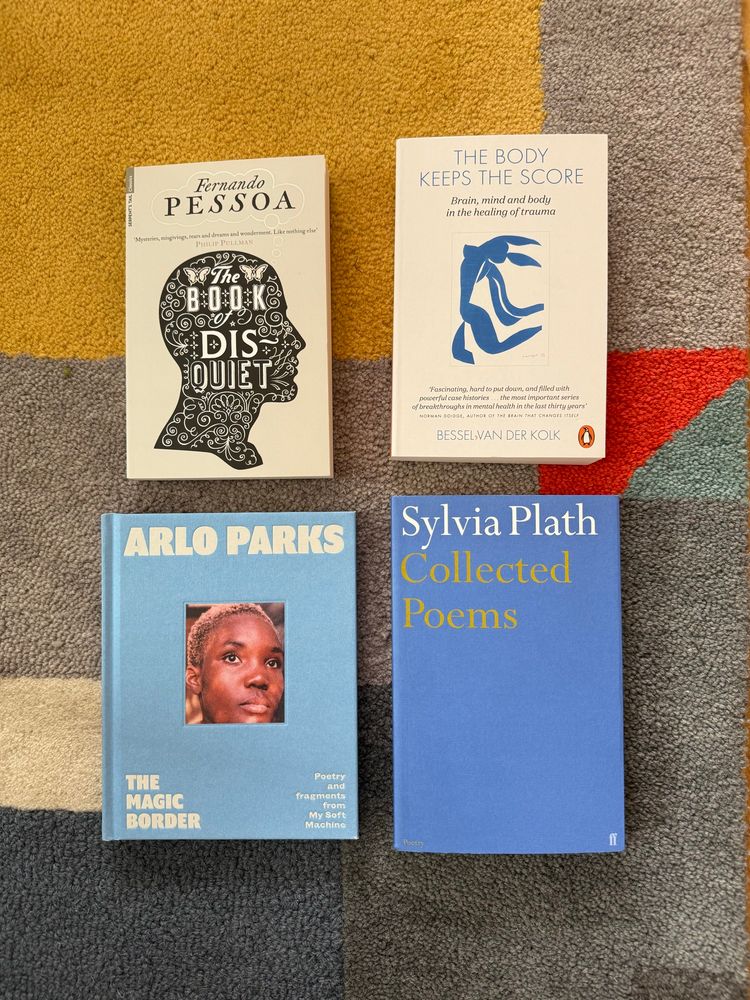 SERPENT'S TAIL CLASSICS
Fernando
PESSOA
'Mysteries, misgivings, fears and dreams and wonderment. Like nothing else'
PHILIP PULLMAN
The
BOOK
of
DIS~
QUIET
THE BODY
KEEPS THE SCORE
Brain, mind and body
in the healing of trauma
'Fascinating, hard to put down, and filled with
powerful case histories . . . the most important series
of breakthroughs in mental health in the last thirty years'
NORMAN DOIDGE, AUTHOR OF THE BRAIN THAT CHANGES ITSELF
BESSEL VAN DER KOLK
ARLO PARKS
THE
MAGIC
BORDER
Poetry
and
fragments
from
My Soft
Machine
Sylvia Plath
Collected
Poems
Poetry
ff